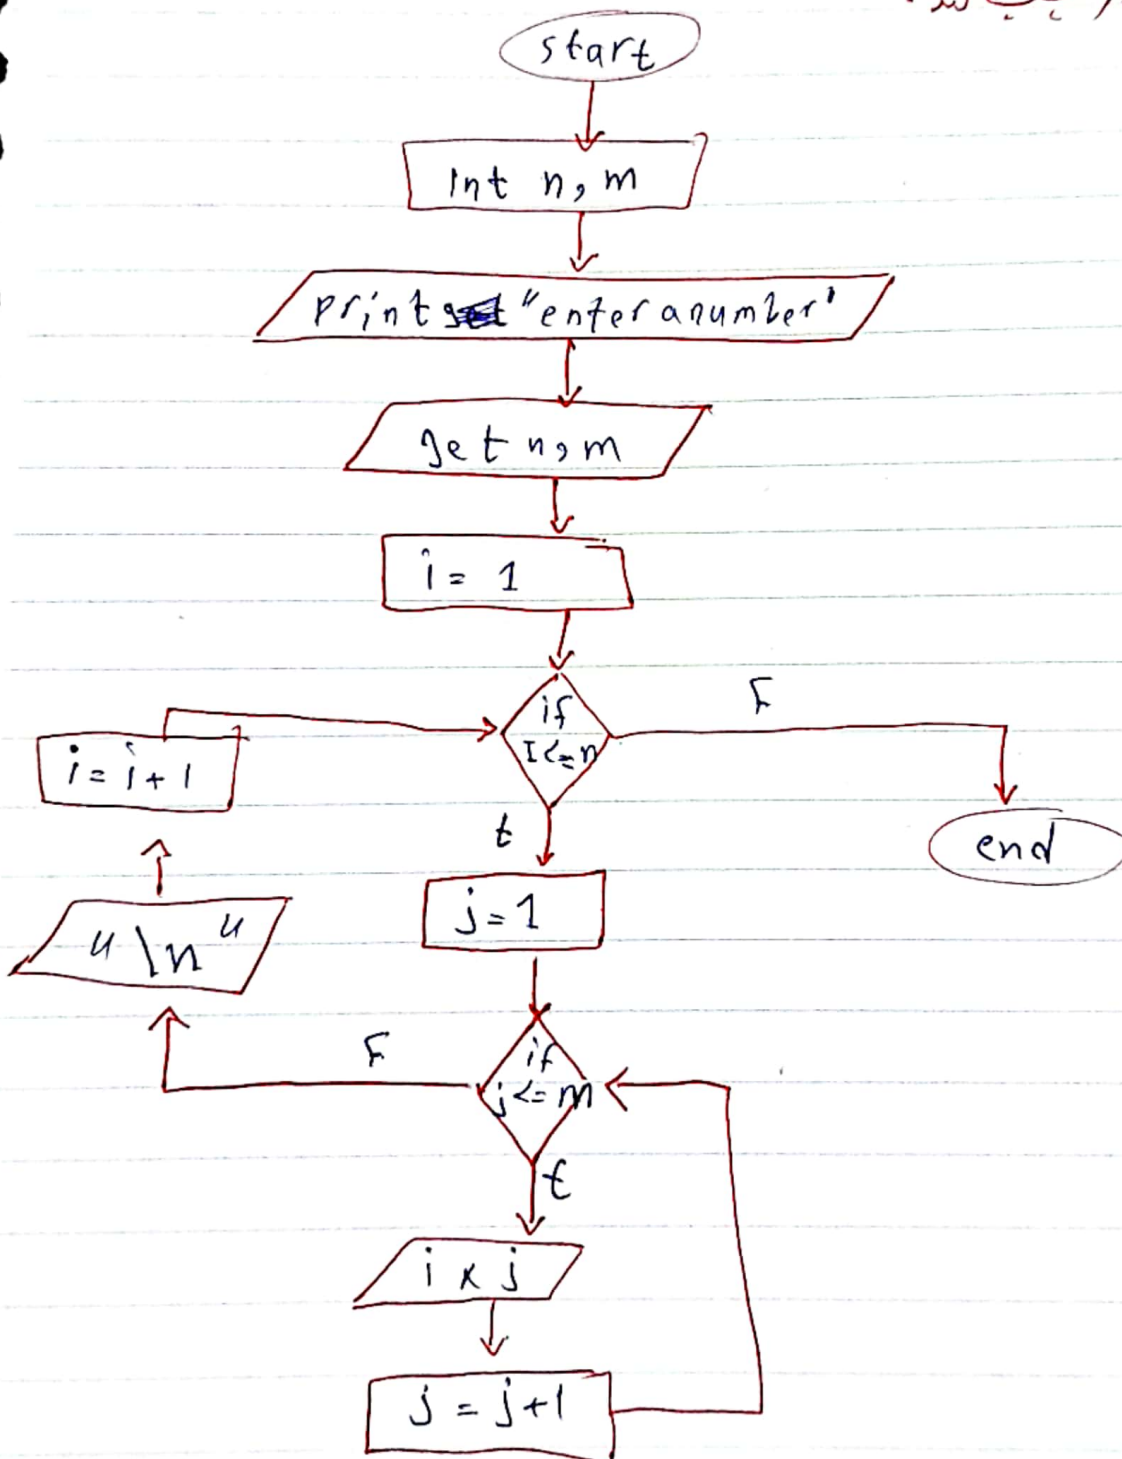 start
int n, m
print "enter a number"
get n, m
i = 1
if
I<=n
F
i = i + 1
t
end
j = 1
"\n"
F
if
j <= m
t
i x j
j = j + 1